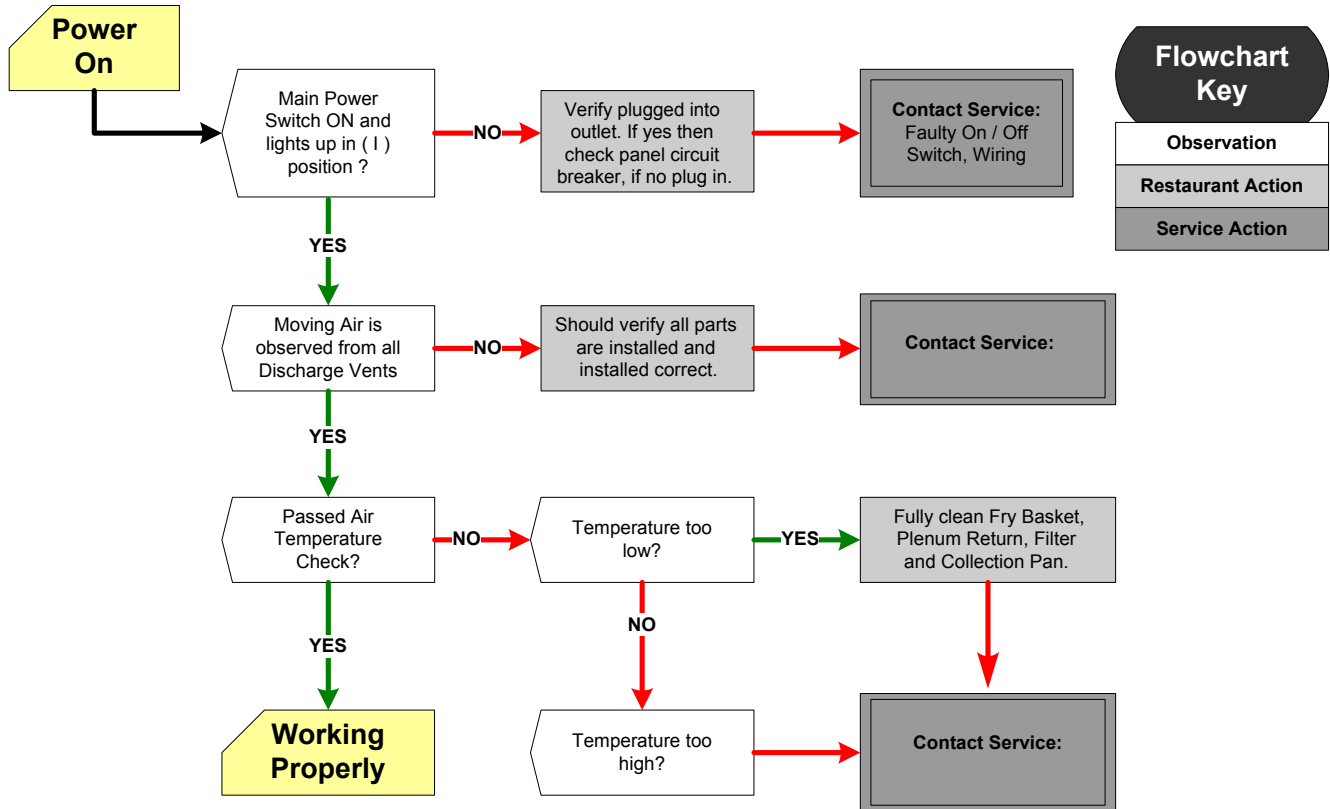 Power
On
Flowchart
Key
Observation
Restaurant Action
Service Action
Main Power
Switch ON and
lights up in ( I )
position ?
NO
Verify plugged into
outlet. If yes then
check panel circuit
breaker, if no plug in.
Contact Service:
Faulty On / Off
Switch, Wiring
YES
Moving Air is
observed from all
Discharge Vents
NO
Should verify all parts
are installed and
installed correct.
Contact Service:
YES
Passed Air
Temperature
Check?
NO
Temperature too
low?
YES
Fully clean Fry Basket,
Plenum Return, Filter
and Collection Pan.
YES
NO
Working
Properly
Temperature too
high?
Contact Service: